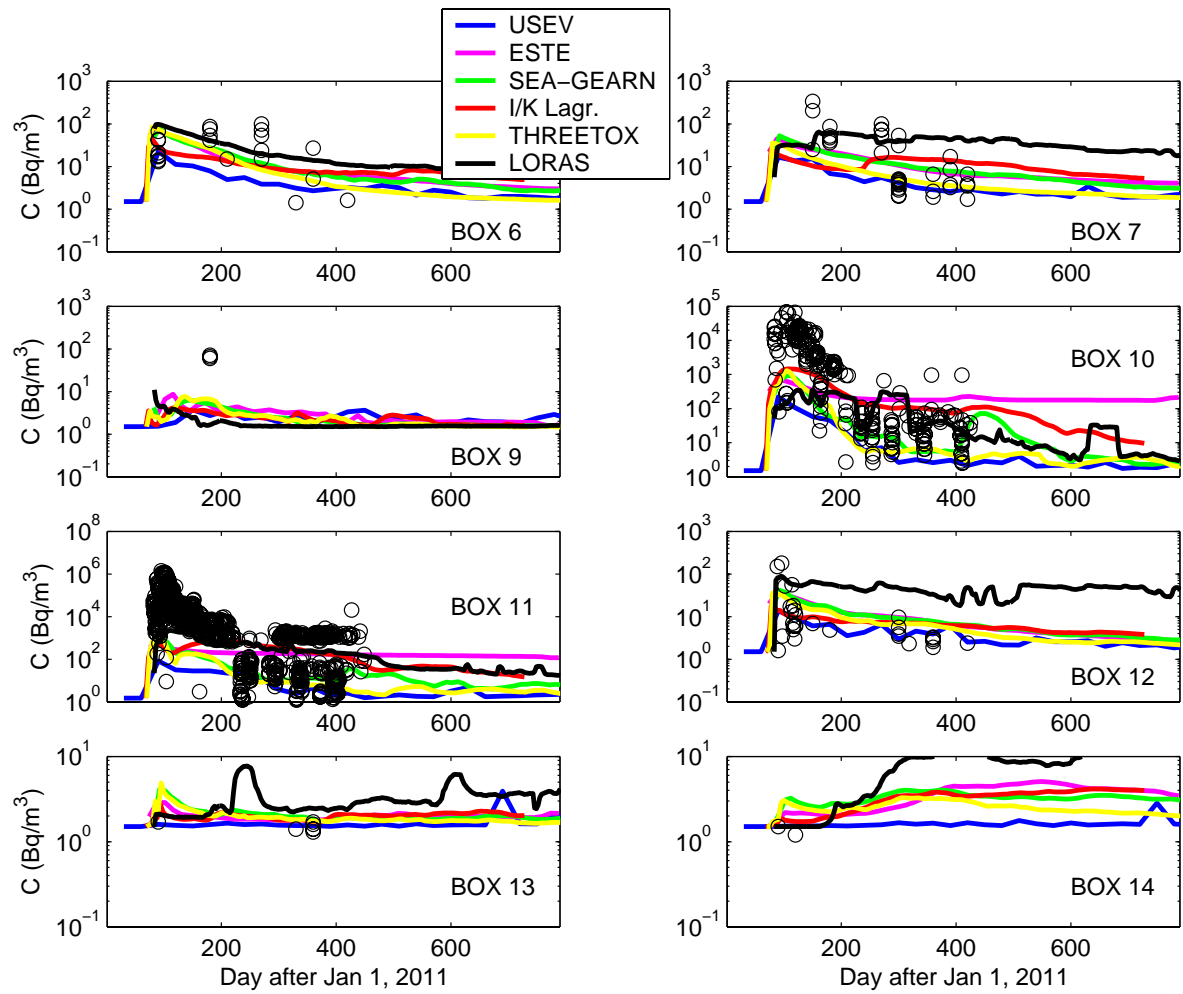 USEV
ESTE
SEA−GEARN
I/K Lagr.
THREETOX
LORAS
C (Bq/m³)
10³
10²
10¹
10⁰
10⁻¹
200 400 600
BOX 6
10³
10²
10¹
10⁰
10⁻¹
200 400 600
BOX 7
C (Bq/m³)
10³
10²
10¹
10⁰
10⁻¹
200 400 600
BOX 9
10⁵
10⁴
10³
10²
10¹
10⁰
200 400 600
BOX 10
C (Bq/m³)
10⁸
10⁶
10⁴
10²
10⁰
200 400 600
BOX 11
10³
10²
10¹
10⁰
10⁻¹
200 400 600
BOX 12
C (Bq/m³)
10¹
10⁰
10⁻¹
200 400 600
BOX 13
Day after Jan 1, 2011
10¹
10⁰
10⁻¹
200 400 600
BOX 14
Day after Jan 1, 2011